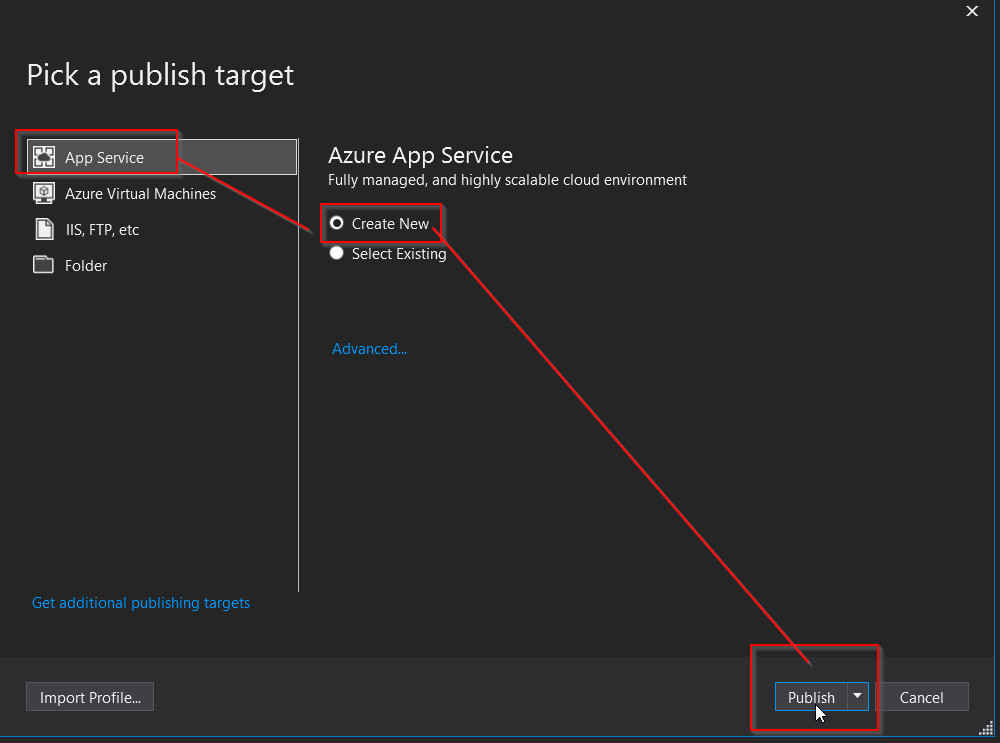 Pick a publish target
App Service
Azure Virtual Machines
IIS, FTP, etc
Folder
Get additional publishing targets
Azure App Service
Fully managed, and highly scalable cloud environment
Create New
Select Existing
Advanced...
Import Profile...
Publish
Cancel